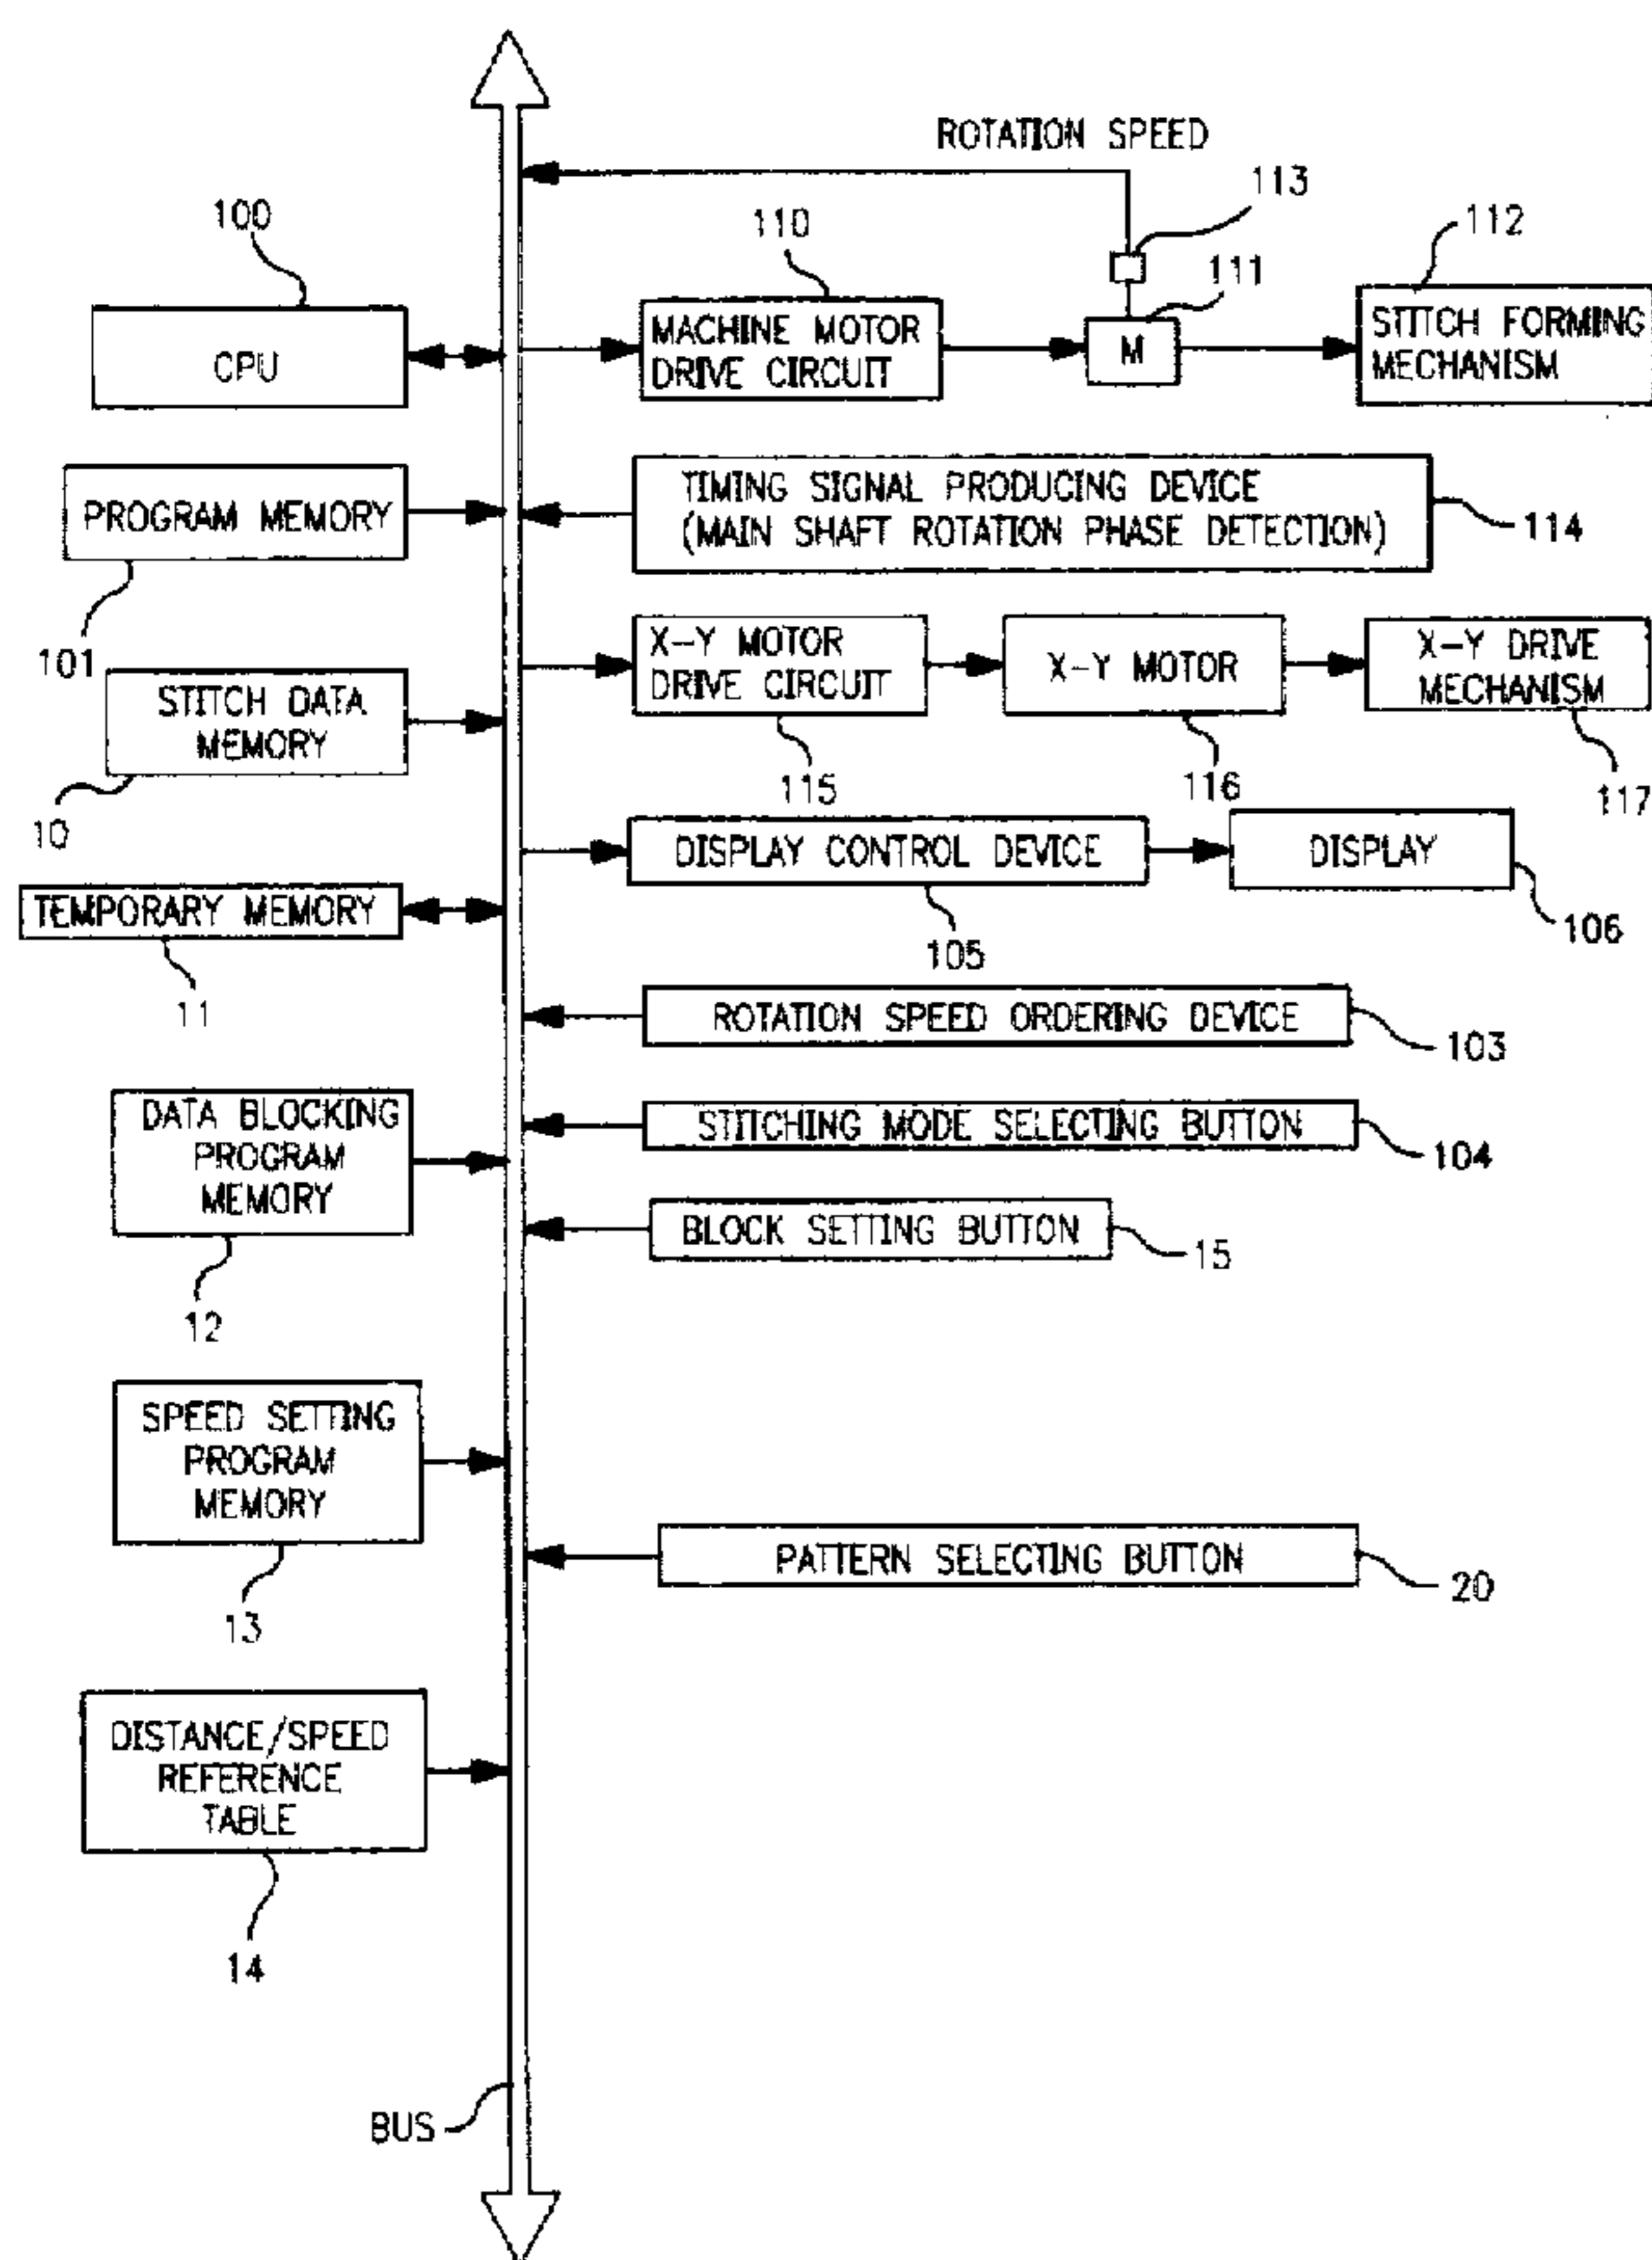 ROTATION SPEED
113
100
110
112
111
CPU
MACHINE MOTOR
DRIVE CIRCUIT
M
STITCH FORMING
MECHANISM
PROGRAM MEMORY
101
TIMING SIGNAL PRODUCING DEVICE
(MAIN SHAFT ROTATION PHASE DETECTION)
114
STITCH DATA
MEMORY
10
X-Y MOTOR
DRIVE CIRCUIT
115
X-Y MOTOR
116
X-Y DRIVE
MECHANISM
117
DISPLAY CONTROL DEVICE
105
DISPLAY
106
TEMPORARY MEMORY
11
ROTATION SPEED ORDERING DEVICE
103
DATA BLOCKING
PROGRAM
MEMORY
12
STITCHING MODE SELECTING BUTTON
104
BLOCK SETTING BUTTON
15
SPEED SETTING
PROGRAM
MEMORY
13
PATTERN SELECTING BUTTON
20
DISTANCE/SPEED
REFERENCE
TABLE
14
BUS